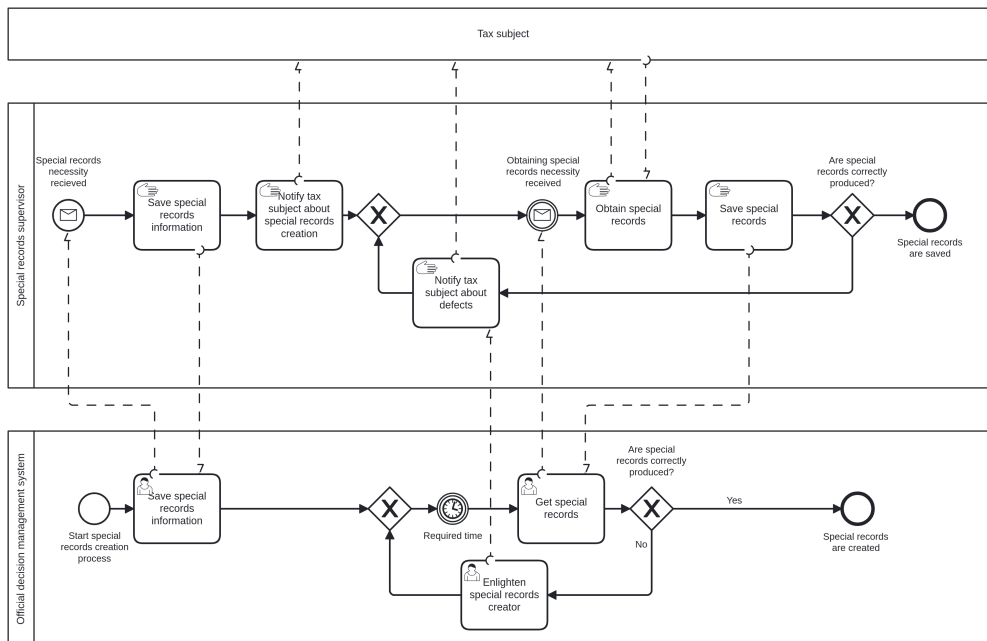 Tax subject
Special records supervisor
Special records
necessity
recieved
Save special
records
information
Notify tax
subject about
special records
creation
Notify tax
subject about
defects
Obtaining special
records necessity
received
Obtain special
records
Save special
records
Are special
records correctly
produced?
Special records
are saved
Official decision management system
Start special
records creation
process
Save special
records
information
Required time
Get special
records
Are special
records correctly
produced?
Yes
No
Enlighten
special records
creator
Special records
are created